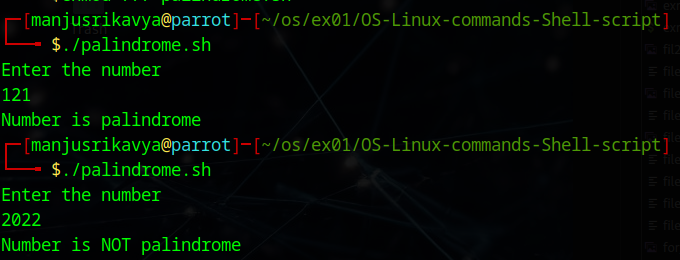 [manjusrikavya@parrot]-[~/os/ex01/OS-Linux-commands-Shell-script]
$./palindrome.sh
Enter the number
121
Number is palindrome
[manjusrikavya@parrot]-[~/os/ex01/OS-Linux-commands-Shell-script]
$./palindrome.sh
Enter the number
2022
Number is NOT palindrome